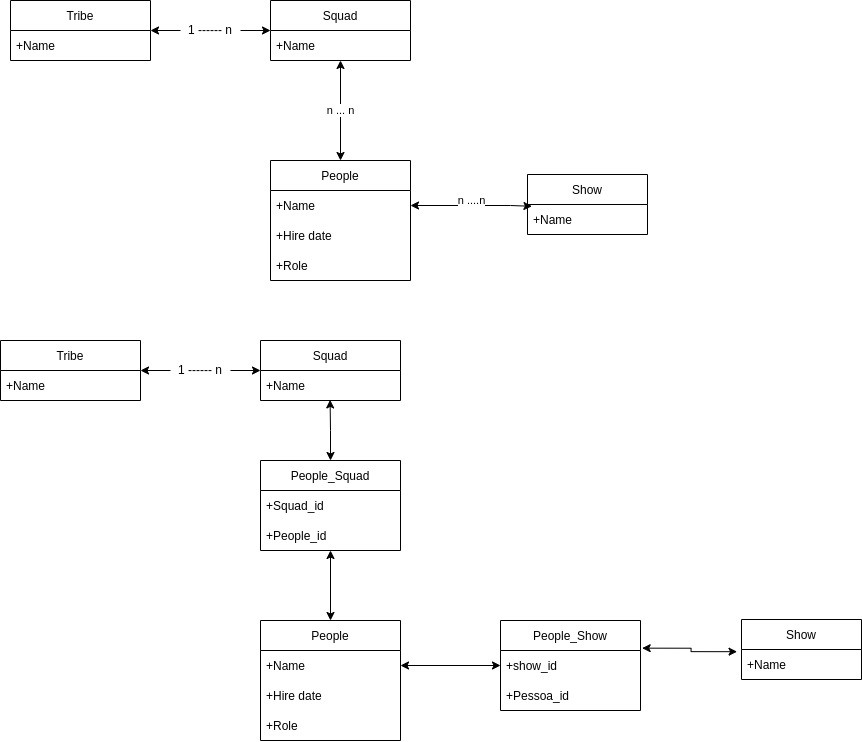 Tribe
+Name
1 ------ n
Squad
+Name
n ... n
People
+Name
+Hire date
+Role
n ....n
Show
+Name
Tribe
+Name
1 ------ n
Squad
+Name
People_Squad
+Squad_id
+People_id
People
+Name
+Hire date
+Role
People_Show
+show_id
+Pessoa_id
Show
+Name